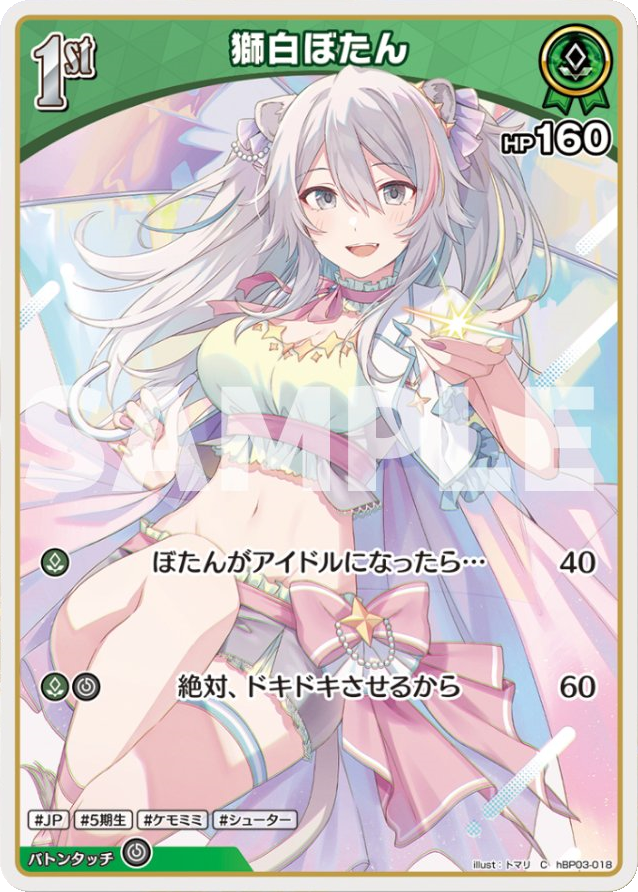 1st
獅白ぼたん
HP160
SAMPLE
ぼたんがアイドルになったら… 40
絶対、ドキドキさせるから 60
#JP #5期生 #ケモミミ #シューター
バトンタッチ
illust:トマリ C hBP03-018